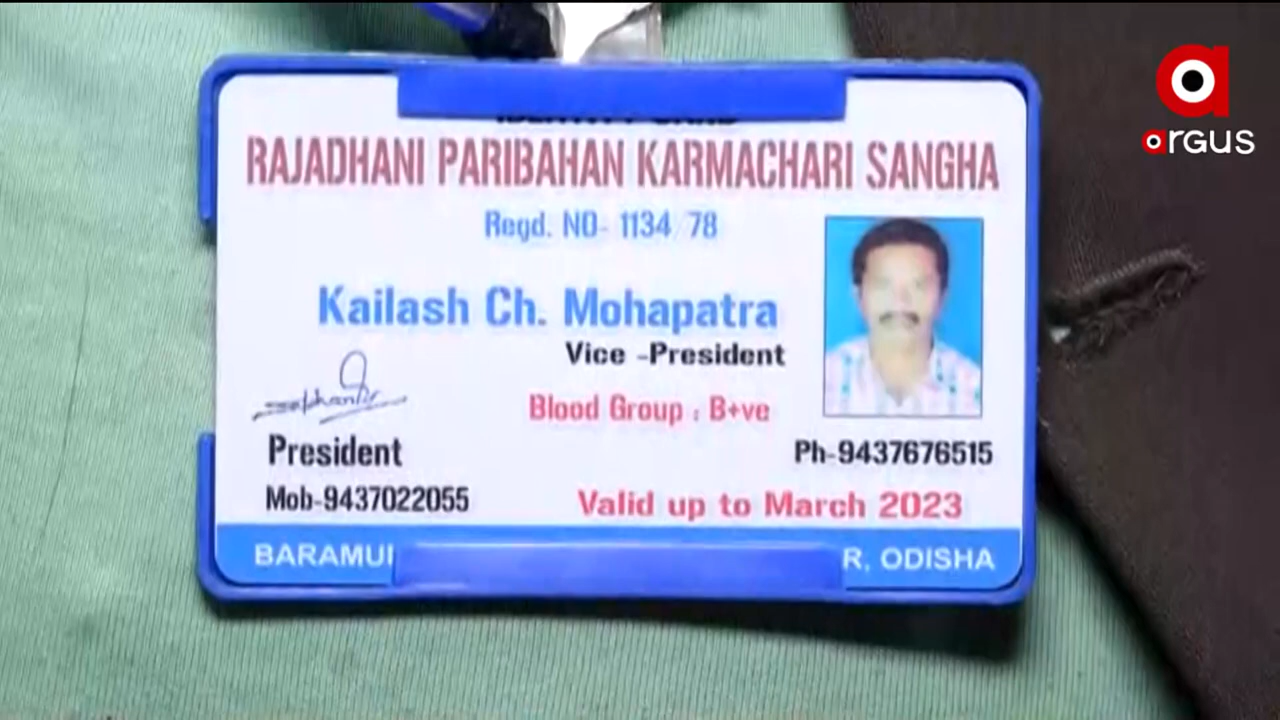 argus
RAJADHANI PARIBAHAN KARMACHARI SANGHA
Regd. NO- 1134/78
Kailash Ch. Mohapatra
Vice -President
Blood Group : B+ve
President
Ph-9437676515
Mob-9437022055
Valid up to March 2023
ODISHA